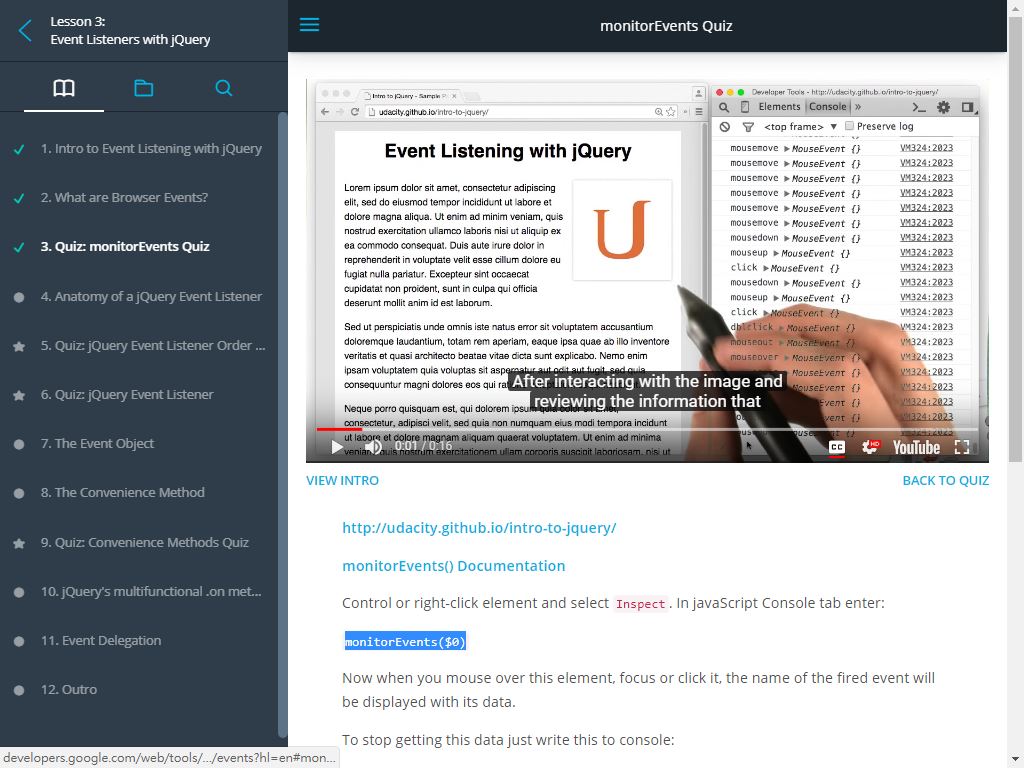 Lesson 3:
Event Listeners with jQuery
1. Intro to Event Listening with jQuery
2. What are Browser Events?
3. Quiz: monitorEvents Quiz
4. Anatomy of a jQuery Event Listener
5. Quiz: jQuery Event Listener Order ...
6. Quiz: jQuery Event Listener
7. The Event Object
8. The Convenience Method
9. Quiz: Convenience Methods Quiz
10. jQuery's multifunctional .on met...
11. Event Delegation
12. Outro
developers.google.com/web/tools/.../events?hl=en#mon...
monitorEvents Quiz
Intro to jQuery - Sample P
udacity.github.io/intro-to-jquery/
Event Listening with jQuery
Lorem ipsum dolor sit amet, consectetur adipiscing
elit, sed do eiusmod tempor incididunt ut labore et
dolore magna aliqua. Ut enim ad minim veniam, quis
nostrud exercitation ullamco laboris nisi ut aliquip ex
ea commodo consequat. Duis aute irure dolor in
reprehenderit in voluptate velit esse cillum dolore eu
fugiat nulla pariatur. Excepteur sint occaecat
cupidatat non proident, sunt in culpa qui officia
deserunt mollit anim id est laborum.
Sed ut perspiciatis unde omnis iste natus error sit voluptatem accusantium
doloremque laudantium, totam rem aperiam, eaque ipsa quae ab illo inventore
veritatis et quasi architecto beatae vitae dicta sunt explicabo. Nemo enim
ipsam voluptatem quia voluptas sit aspernatur aut odit aut fugit, sed quia
consequuntur magni dolores eos qui
Neque porro quisquam est, qui dolorem ipsum quia dolor sit
consectetur, adipisci velit, sed quia non numquam eius modi tempora incidunt
ut labore et dolore magnam aliquam quaerat voluptatem. Ut enim ad minima
veniam, quis nostrum exercitationem ullam corporis suscipit laboriosam, nisi ut
Developer Tools - http://udacity.github.io/intro-to-jquery/
Elements Console »
<top frame> Preserve log
mousemove MouseEvent {} VM324:2023
mousemove MouseEvent {} VM324:2023
mousemove MouseEvent {} VM324:2023
mousemove MouseEvent {} VM324:2023
mousemove MouseEvent {} VM324:2023
mousemove MouseEvent {} VM324:2023
mousedown MouseEvent {} VM324:2023
mouseup MouseEvent {} VM324:2023
click MouseEvent {} VM324:2023
mousedown MouseEvent {} VM324:2023
mouseup MouseEvent {} VM324:2023
click MouseEvent {} VM324:2023
dblclick MouseEvent {} VM324:2023
mouseout MouseEvent {} VM324:2023
mouseover MouseEvent {} VM324:2023
After interacting with the image and
reviewing the information that
0:01 / 0:16
CC HD YouTube
VIEW INTRO
BACK TO QUIZ
http://udacity.github.io/intro-to-jquery/
monitorEvents() Documentation
Control or right-click element and select Inspect. In javaScript Console tab enter:
monitorEvents($0)
Now when you mouse over this element, focus or click it, the name of the fired event will
be displayed with its data.
To stop getting this data just write this to console: